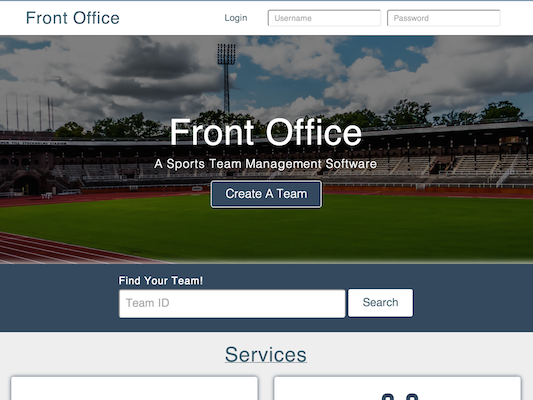 Front Office
Login
Username
Password
Front Office
A Sports Team Management Software
Create A Team
Find Your Team!
Team ID
Search
Services